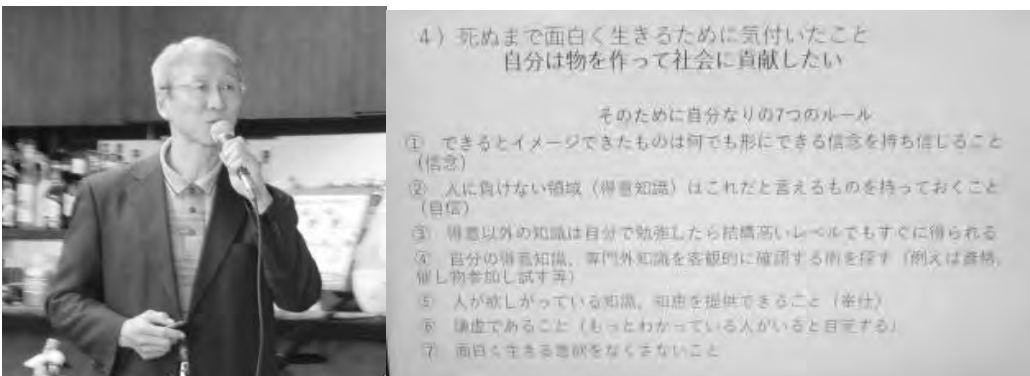 4）死ぬまで面白く生きるために気付いたこと
自分は物を作って社会に貢献したい
そのために自分なりの7つのルール
① できるとイメージできたものは何でも形にできる信念を持ち信じること
（信念）
② 人に負けない領域（得意知識）はこれだと言えるものを持っておくこと
（自信）
③ 得意以外の知識は自分で勉強したら結構高いレベルでもすぐに得られる
④ 自分の得意知識、専門外知識を客観的に確認する術を探す（例えば資格、
催し物参加し試す等）
⑤ 人が欲しがっている知識、知恵を提供できること（奉仕）
⑥ 謙虚であること（もっとわかっている人がいると自覚する）
⑦ 面白く生きる意欲をなくさないこと